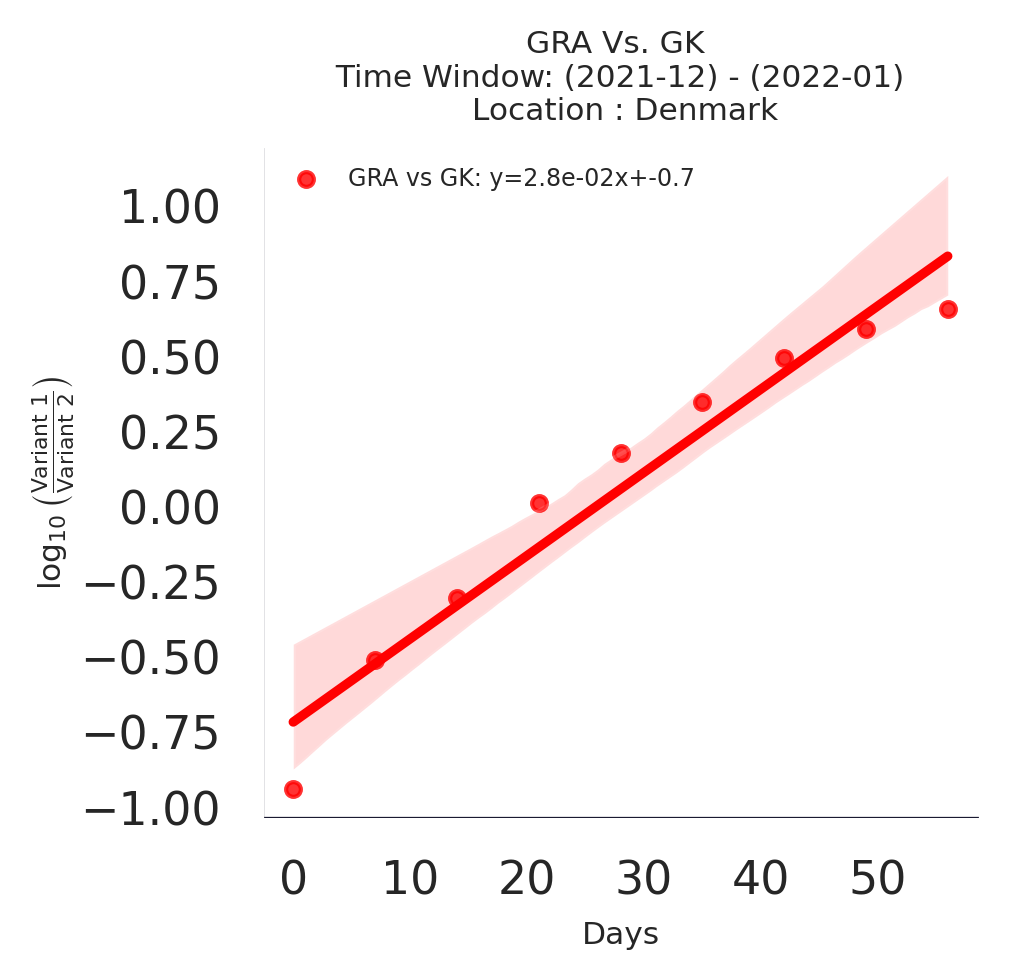 GRA Vs. GK
Time Window: (2021-12) - (2022-01)
Location : Denmark
GRA vs GK: y=2.8e-02x+-0.7
1.00
0.75
0.50
0.25
0.00
−0.25
−0.50
−0.75
−1.00
log₁₀ (Variant 1 / Variant 2)
0 10 20 30 40 50
Days